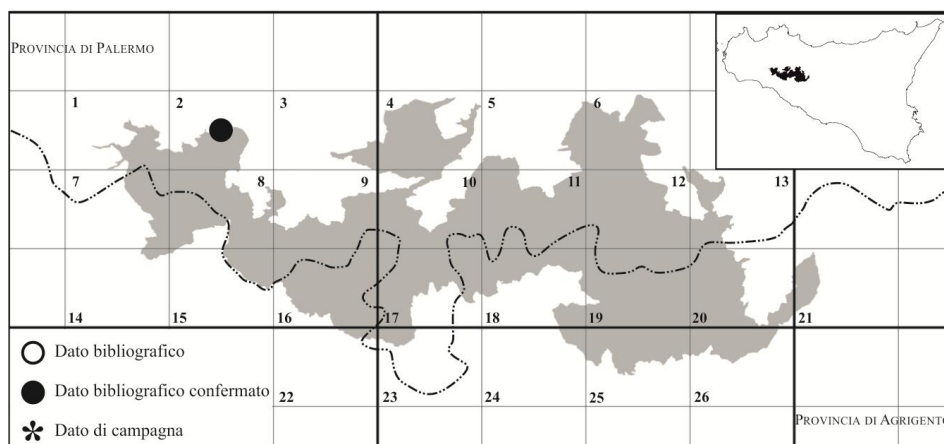 PROVINCIA DI PALERMO
1 2 3 4 5 6
7 8 9 10 11 12 13
14 15 16 17 18 19 20 21
Dato bibliografico
Dato bibliografico confermato
22 23 24 25 26
Dato di campagna
PROVINCIA DI AGRIGENTO